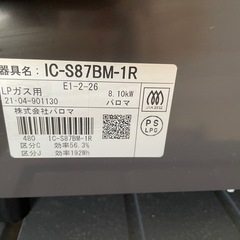 器具名: IC-S87BM-1R
LPガス用 E1-2-26 8.10kW
21・04-901130 パロマ
株式会社パロマ
480 IC-S87BM-1R
区分C 効率56.3%
区分J 効率192Wh
PS
LPG